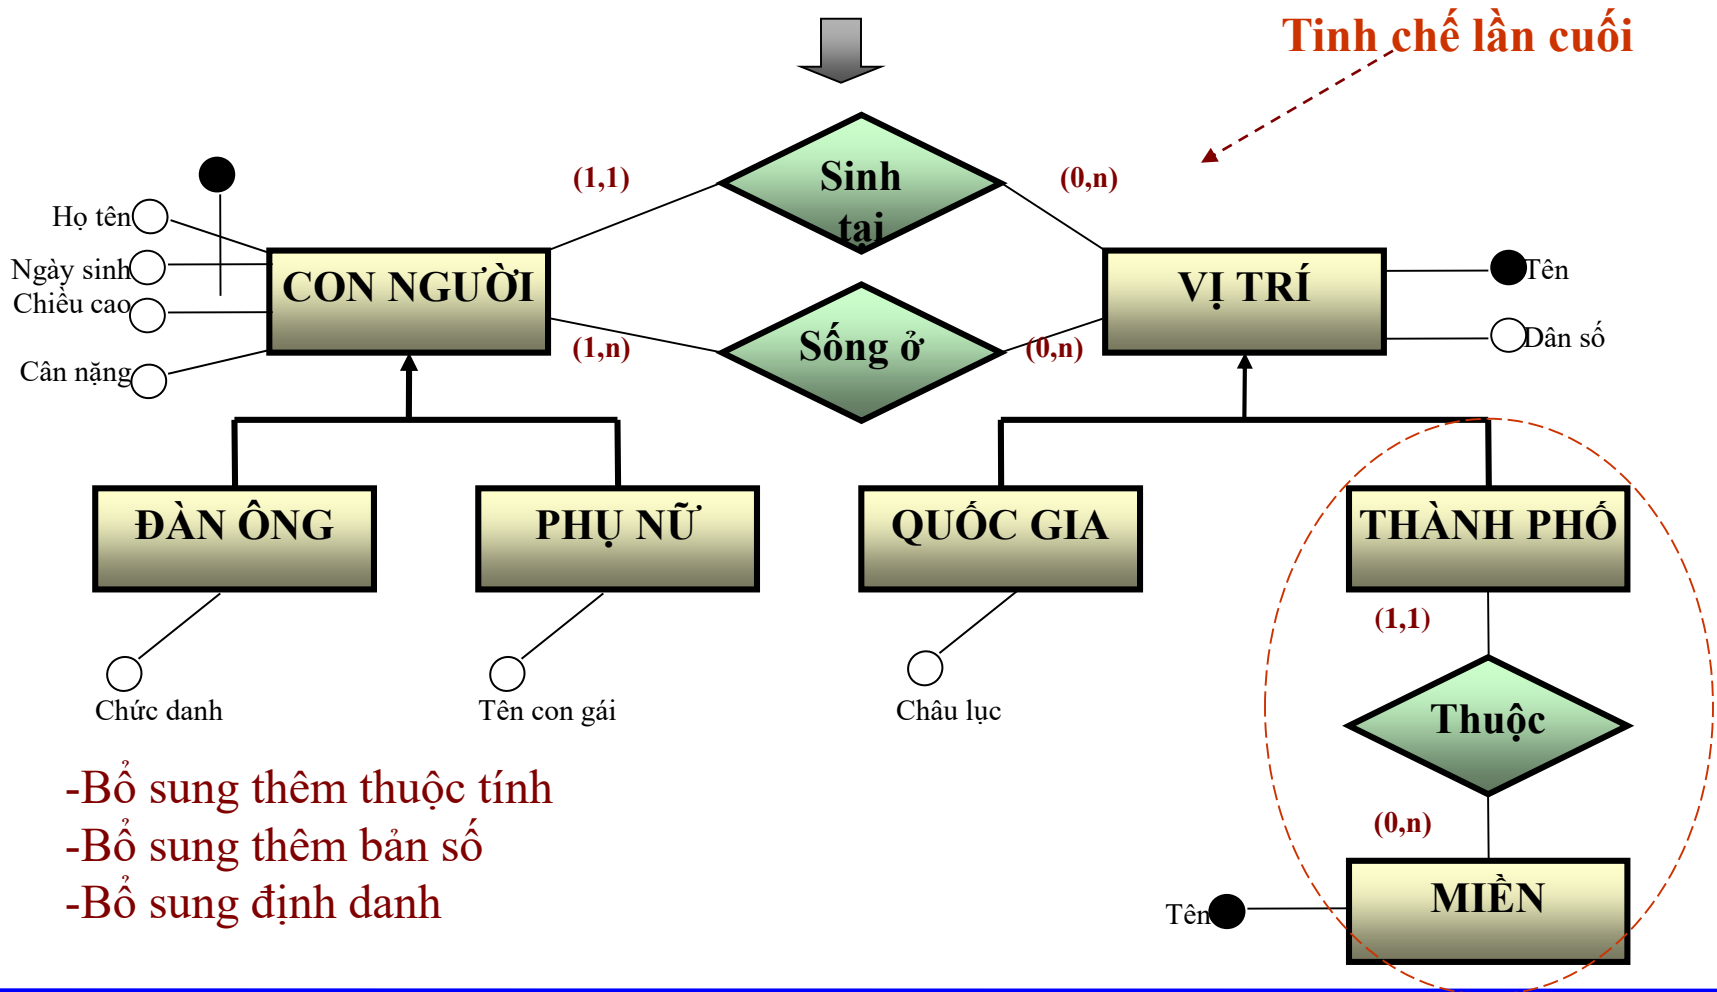 Tinh chế lần cuối
Sinh
tại
(1,1)
(0,n)
Họ tên
Ngày sinh
Chiều cao
Cân nặng
CON NGƯỜI
VỊ TRÍ
Tên
Dân số
Sống ở
(1,n)
(0,n)
ĐÀN ÔNG
PHỤ NỮ
QUỐC GIA
THÀNH PHỐ
(1,1)
Chức danh
Tên con gái
Châu lục
Thuộc
(0,n)
-Bổ sung thêm thuộc tính
-Bổ sung thêm bản số
-Bổ sung định danh
Tên
MIỀN